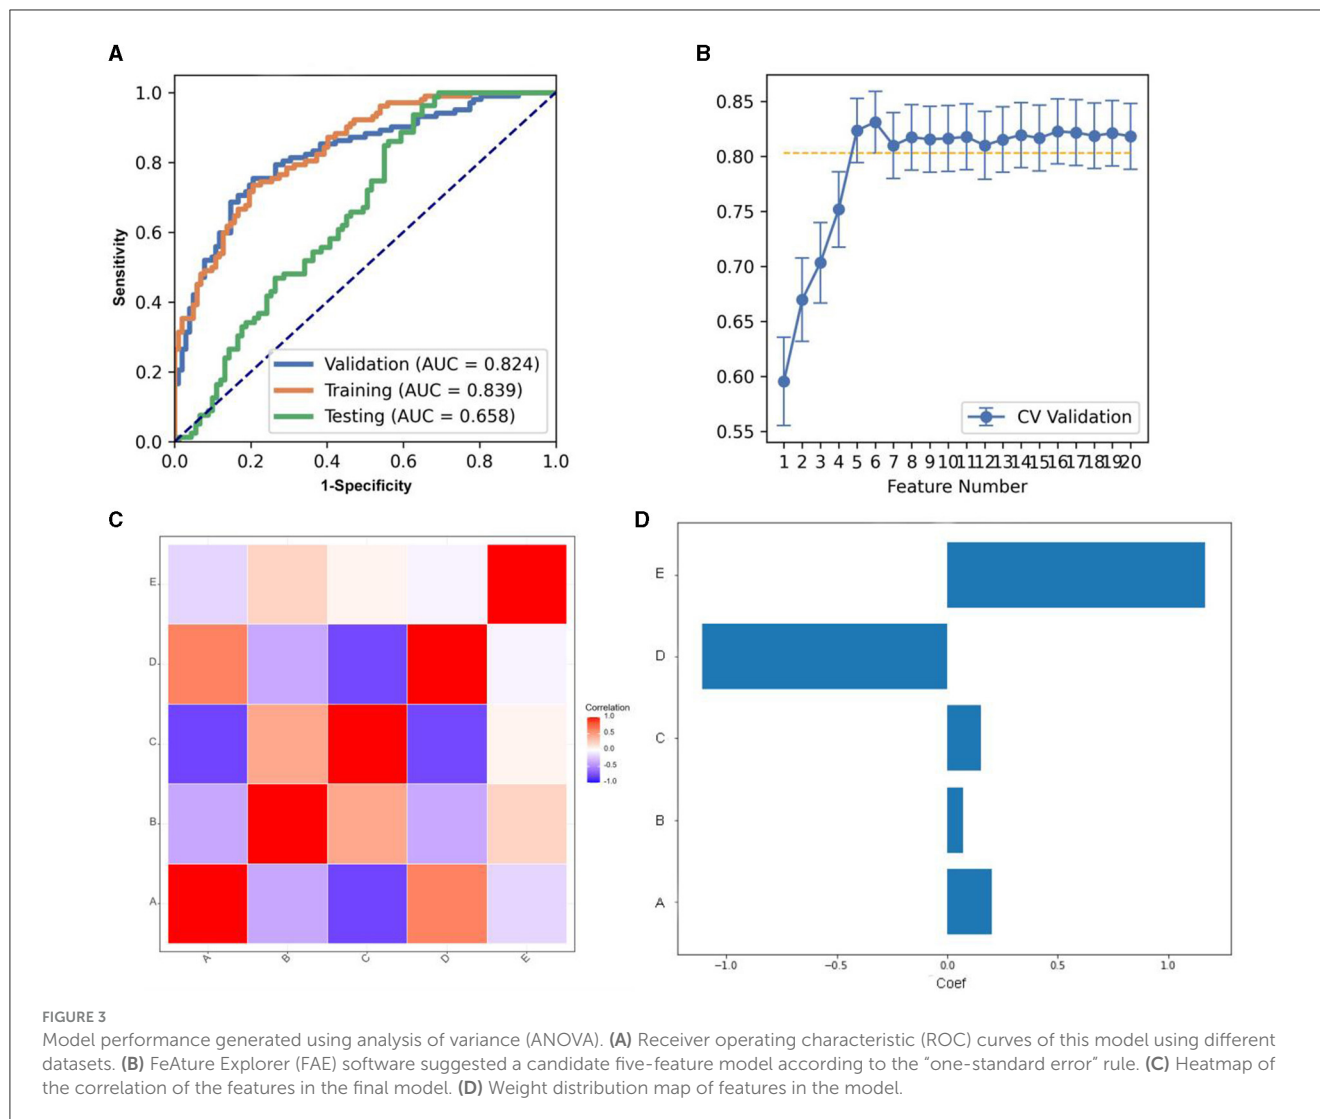 A
1.0
0.8
0.6
0.4
0.2
0.0
Sensitivity
Validation (AUC = 0.824)
Training (AUC = 0.839)
Testing (AUC = 0.658)
0.0 0.2 0.4 0.6 0.8 1.0
1-Specificity
B
0.85
0.80
0.75
0.70
0.65
0.60
0.55
CV Validation
1 2 3 4 5 6 7 8 9 10 11 12 13 14 15 16 17 18 19 20
Feature Number
C
E
D
C
B
A
A B C D E
Correlation
1.0
0.5
0.0
-0.5
-1.0
D
E
D
C
B
A
−1.0 −0.5 0.0 0.5 1.0
Coef
FIGURE 3
Model performance generated using analysis of variance (ANOVA). (A) Receiver operating characteristic (ROC) curves of this model using different
datasets. (B) FeAture Explorer (FAE) software suggested a candidate five-feature model according to the “one-standard error” rule. (C) Heatmap of
the correlation of the features in the final model. (D) Weight distribution map of features in the model.